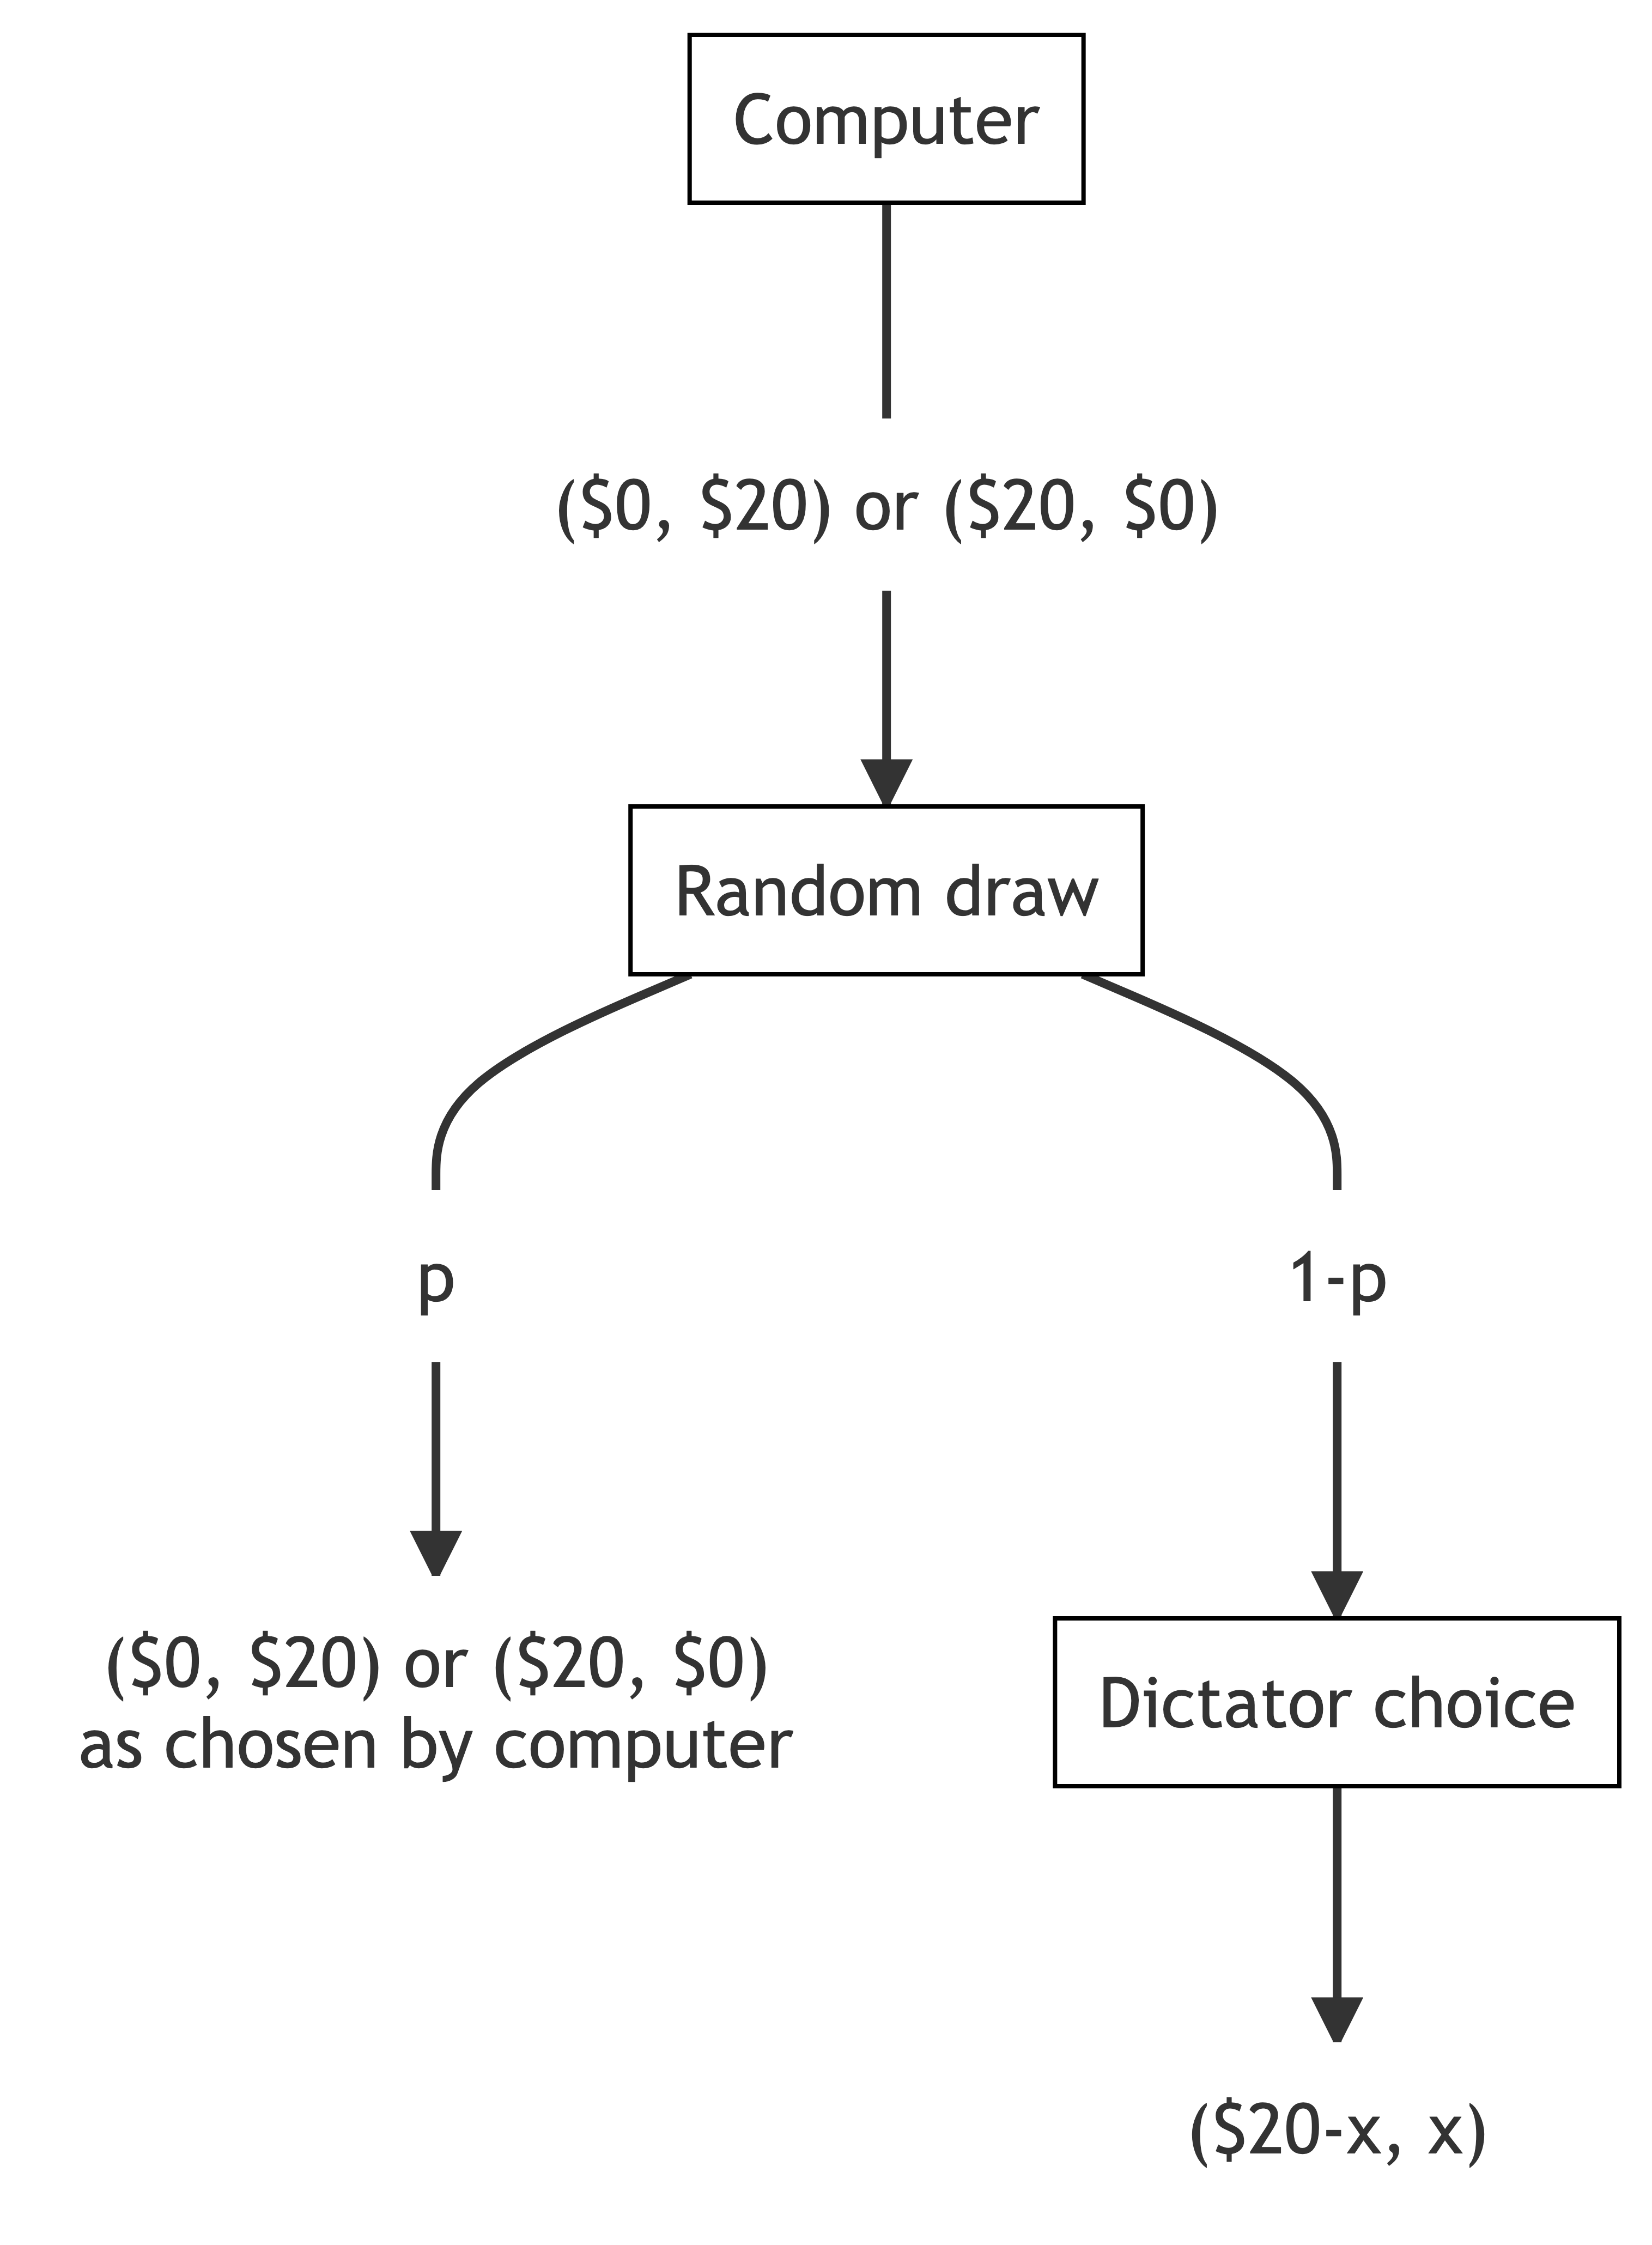 Computer
($0, $20) or ($20, $0)
Random draw
p
1-p
($0, $20) or ($20, $0)
as chosen by computer
Dictator choice
($20-x, x)